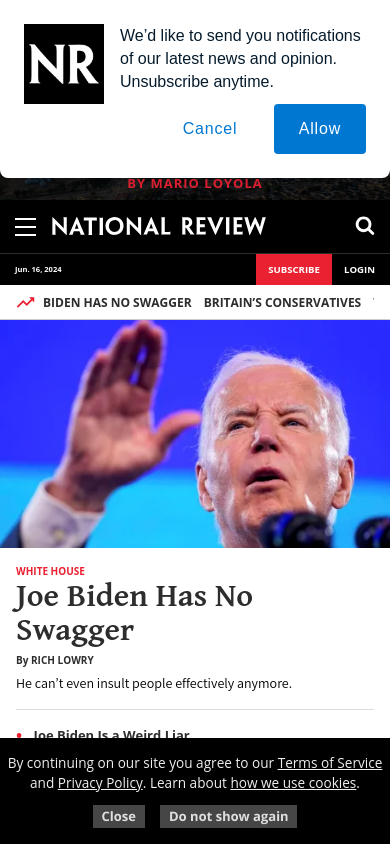 NR
We’d like to send you notifications
of our latest news and opinion.
Unsubscribe anytime.
Cancel
Allow
BY MARIO LOYOLA
NATIONAL REVIEW
Jun. 16, 2024
SUBSCRIBE
LOGIN
BIDEN HAS NO SWAGGER BRITAIN’S CONSERVATIVES
WHITE HOUSE
Joe Biden Has No
Swagger
By RICH LOWRY
He can’t even insult people effectively anymore.
Joe Biden Is a Weird Liar
By continuing on our site you agree to our Terms of Service
and Privacy Policy. Learn about how we use cookies.
Close
Do not show again